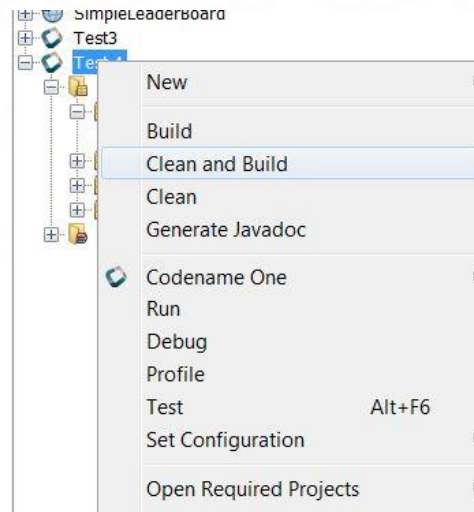 SimpleLeaderBoard
Test3
Test4
New
Build
Clean and Build
Clean
Generate Javadoc
Codename One
Run
Debug
Profile
Test Alt+F6
Set Configuration
Open Required Projects